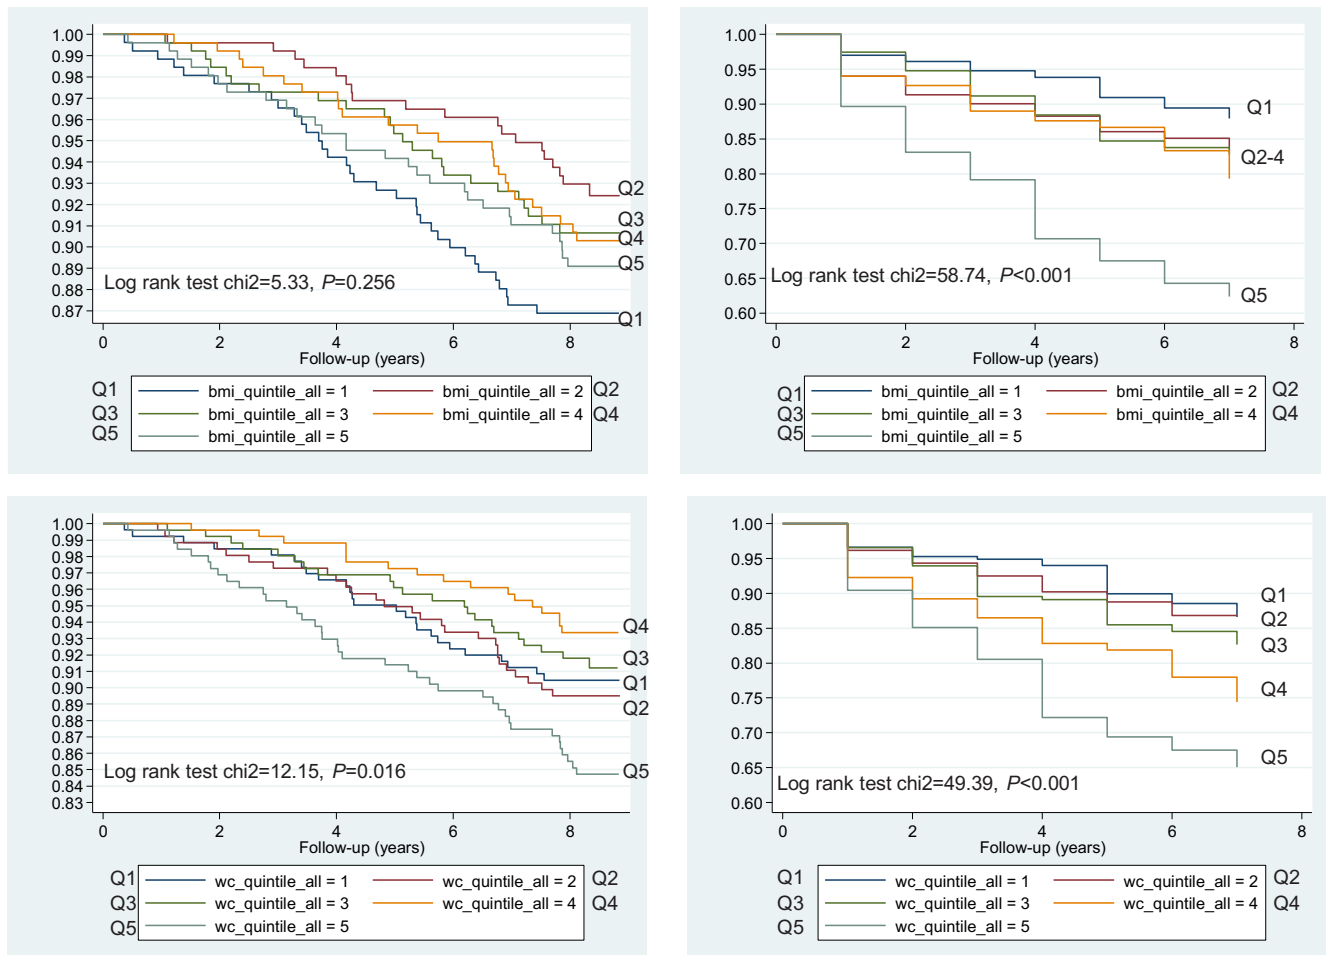 1.00
0.99
0.98
0.97
0.96
0.95
0.94
0.93
0.92
0.91
0.90
0.89
0.88
0.87
Q2
Q3
Q4
Q5
Q1
Log rank test chi2=5.33, P=0.256
0 2 4 6 8
Follow-up (years)
Q1 bmi_quintile_all = 1 bmi_quintile_all = 2 Q2
Q3 bmi_quintile_all = 3 bmi_quintile_all = 4 Q4
Q5 bmi_quintile_all = 5
1.00
0.95
0.90
0.85
0.80
0.75
0.70
0.65
0.60
Q1
Q2-4
Q5
Log rank test chi2=58.74, P<0.001
0 2 4 6 8
Follow-up (years)
Q1 bmi_quintile_all = 1 bmi_quintile_all = 2 Q2
Q3 bmi_quintile_all = 3 bmi_quintile_all = 4 Q4
Q5 bmi_quintile_all = 5
1.00
0.99
0.98
0.97
0.96
0.95
0.94
0.93
0.92
0.91
0.90
0.89
0.88
0.87
0.86
0.85
0.84
0.83
Q4
Q3
Q1
Q2
Q5
Log rank test chi2=12.15, P=0.016
0 2 4 6 8
Follow-up (years)
Q1 wc_quintile_all = 1 wc_quintile_all = 2 Q2
Q3 wc_quintile_all = 3 wc_quintile_all = 4 Q4
Q5 wc_quintile_all = 5
1.00
0.95
0.90
0.85
0.80
0.75
0.70
0.65
0.60
Q1
Q2
Q3
Q4
Q5
Log rank test chi2=49.39, P<0.001
0 2 4 6 8
Follow-up (years)
Q1 wc_quintile_all = 1 wc_quintile_all = 2 Q2
Q3 wc_quintile_all = 3 wc_quintile_all = 4 Q4
Q5 wc_quintile_all = 5